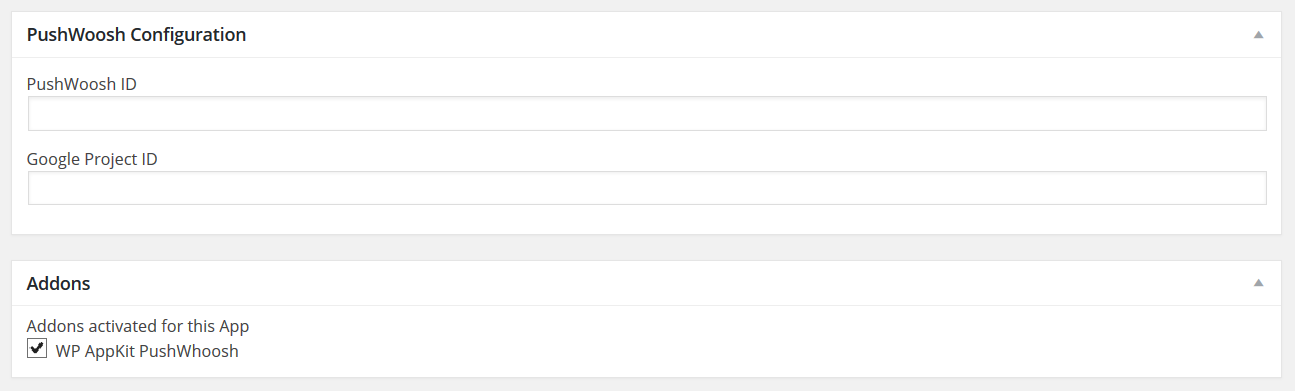 PushWoosh Configuration
PushWoosh ID
Google Project ID
Addons
Addons activated for this App
WP AppKit PushWhoosh